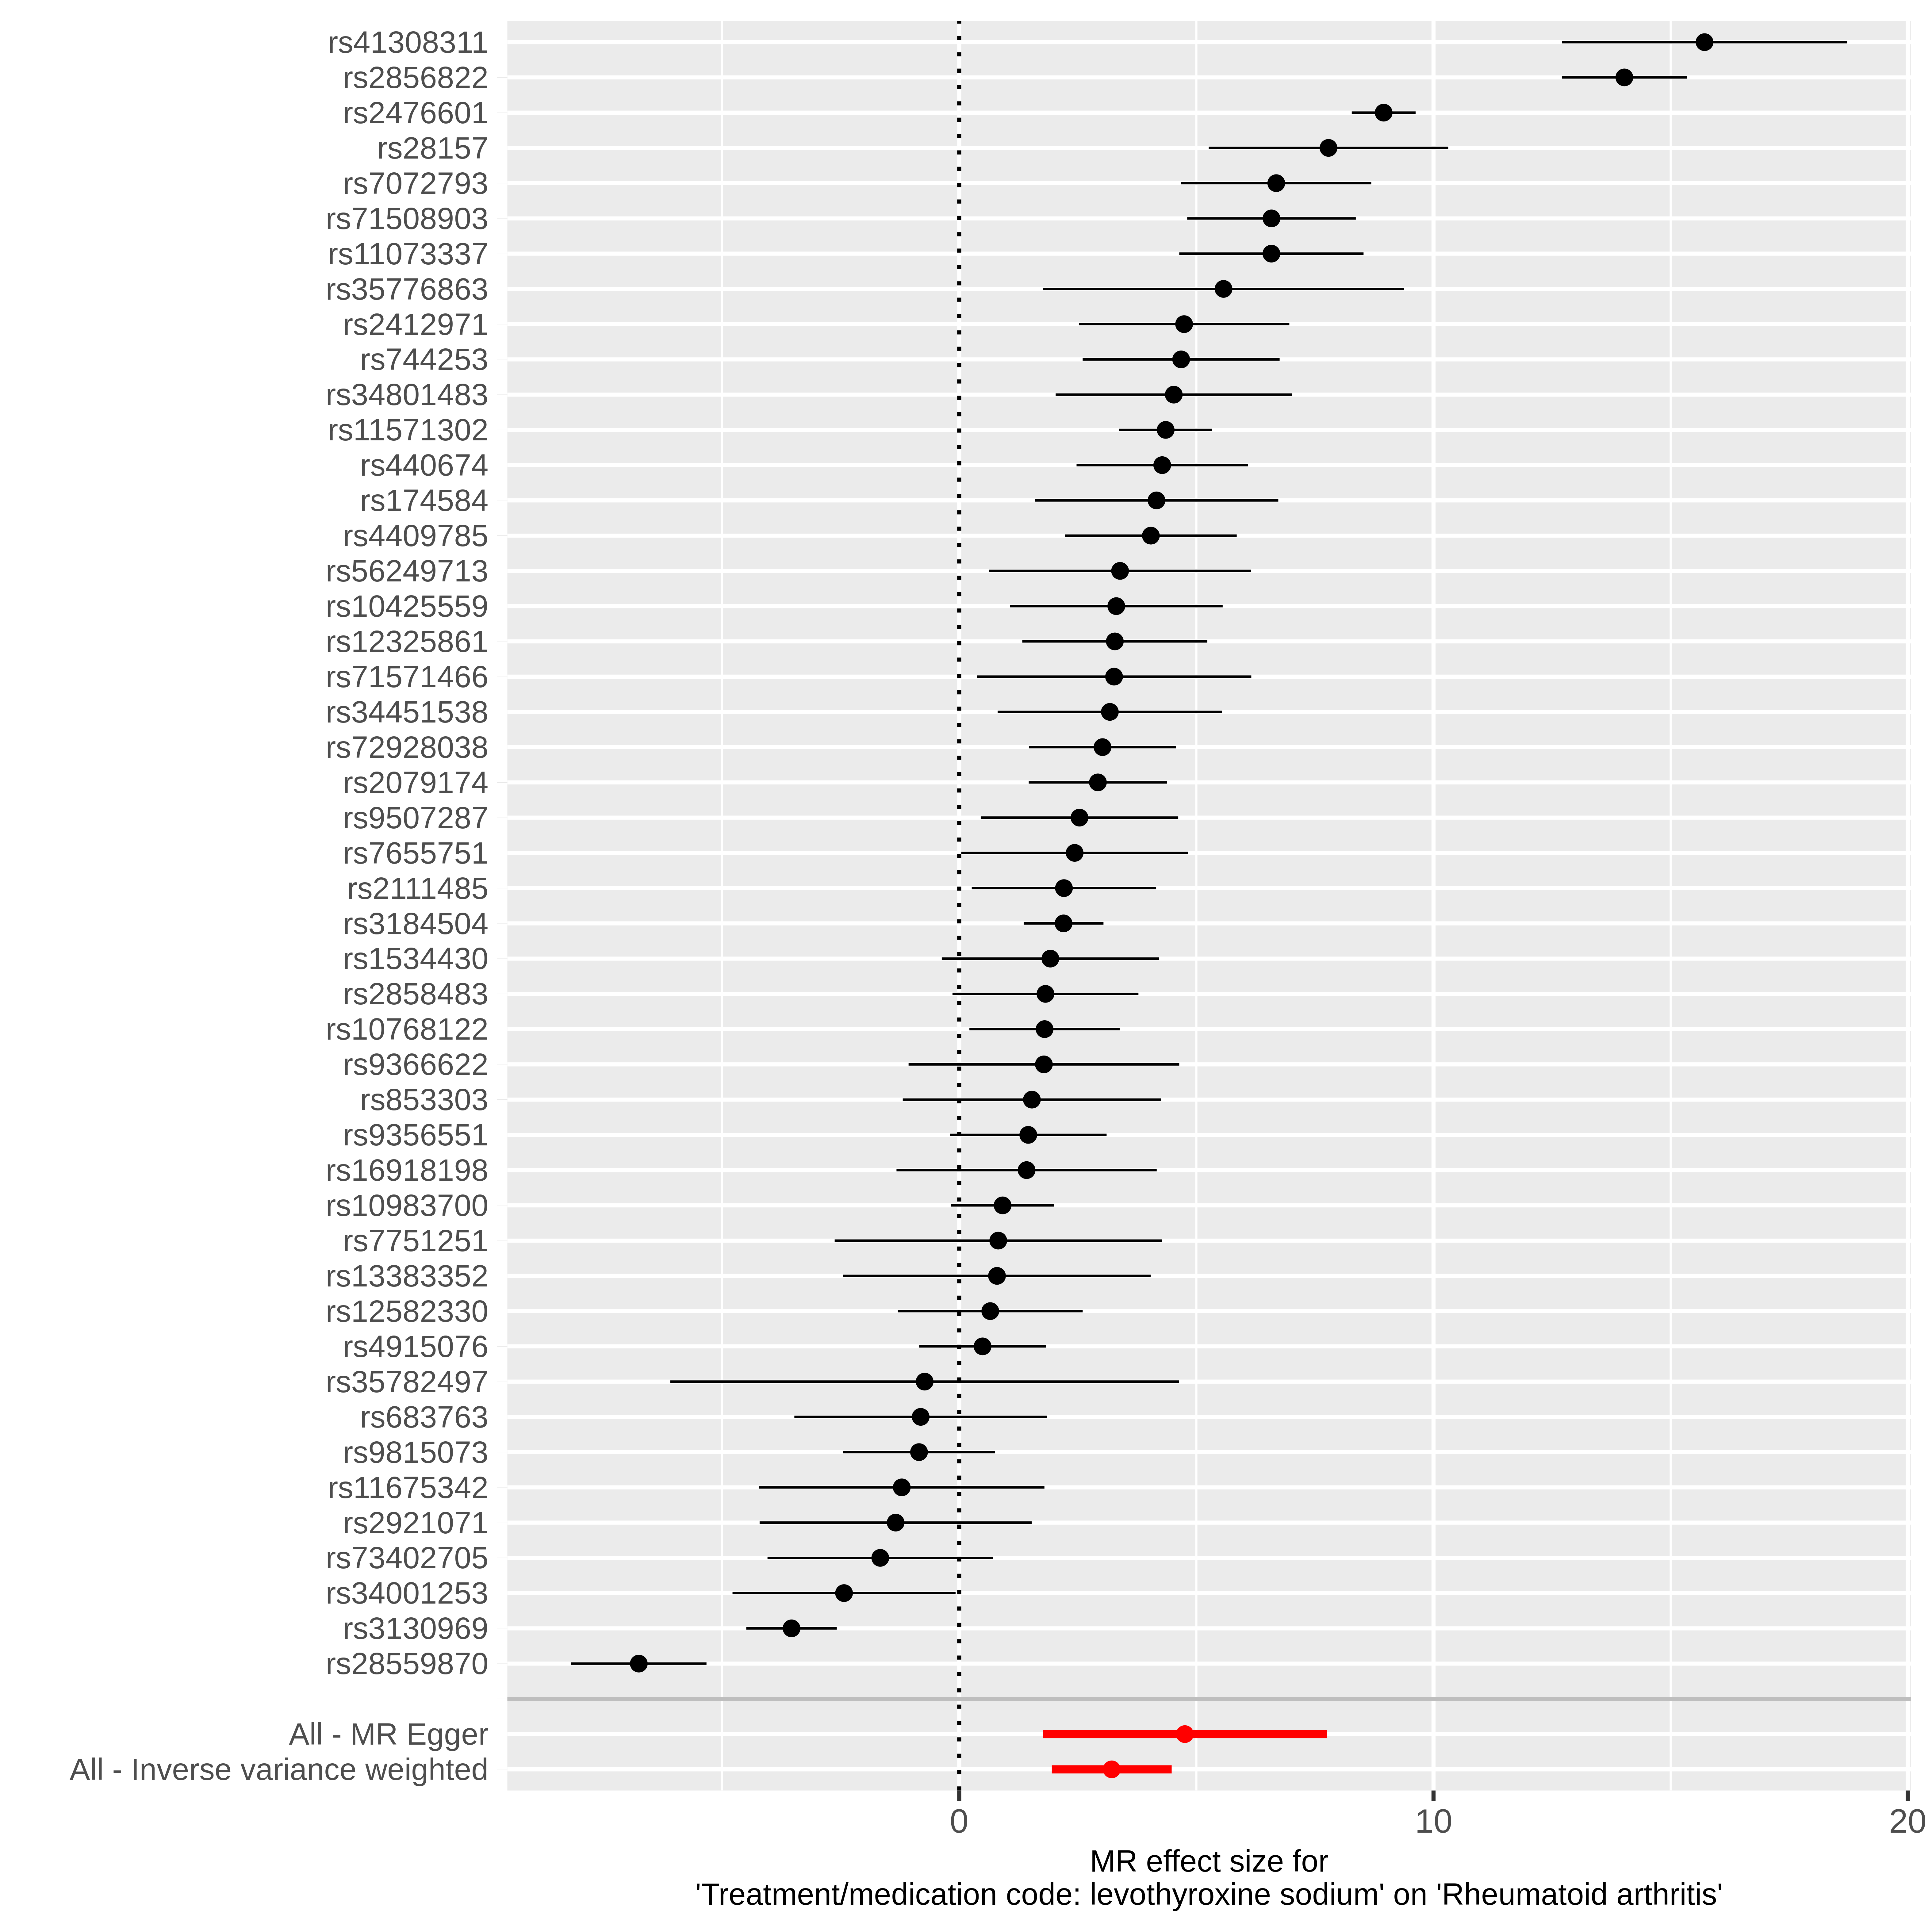 rs41308311
rs2856822
rs2476601
rs28157
rs7072793
rs71508903
rs11073337
rs35776863
rs2412971
rs744253
rs34801483
rs11571302
rs440674
rs174584
rs4409785
rs56249713
rs10425559
rs12325861
rs71571466
rs34451538
rs72928038
rs2079174
rs9507287
rs7655751
rs2111485
rs3184504
rs1534430
rs2858483
rs10768122
rs9366622
rs853303
rs9356551
rs16918198
rs10983700
rs7751251
rs13383352
rs12582330
rs4915076
rs35782497
rs683763
rs9815073
rs11675342
rs2921071
rs73402705
rs34001253
rs3130969
rs28559870
All - MR Egger
All - Inverse variance weighted
0 10 20
MR effect size for
'Treatment/medication code: levothyroxine sodium' on 'Rheumatoid arthritis'